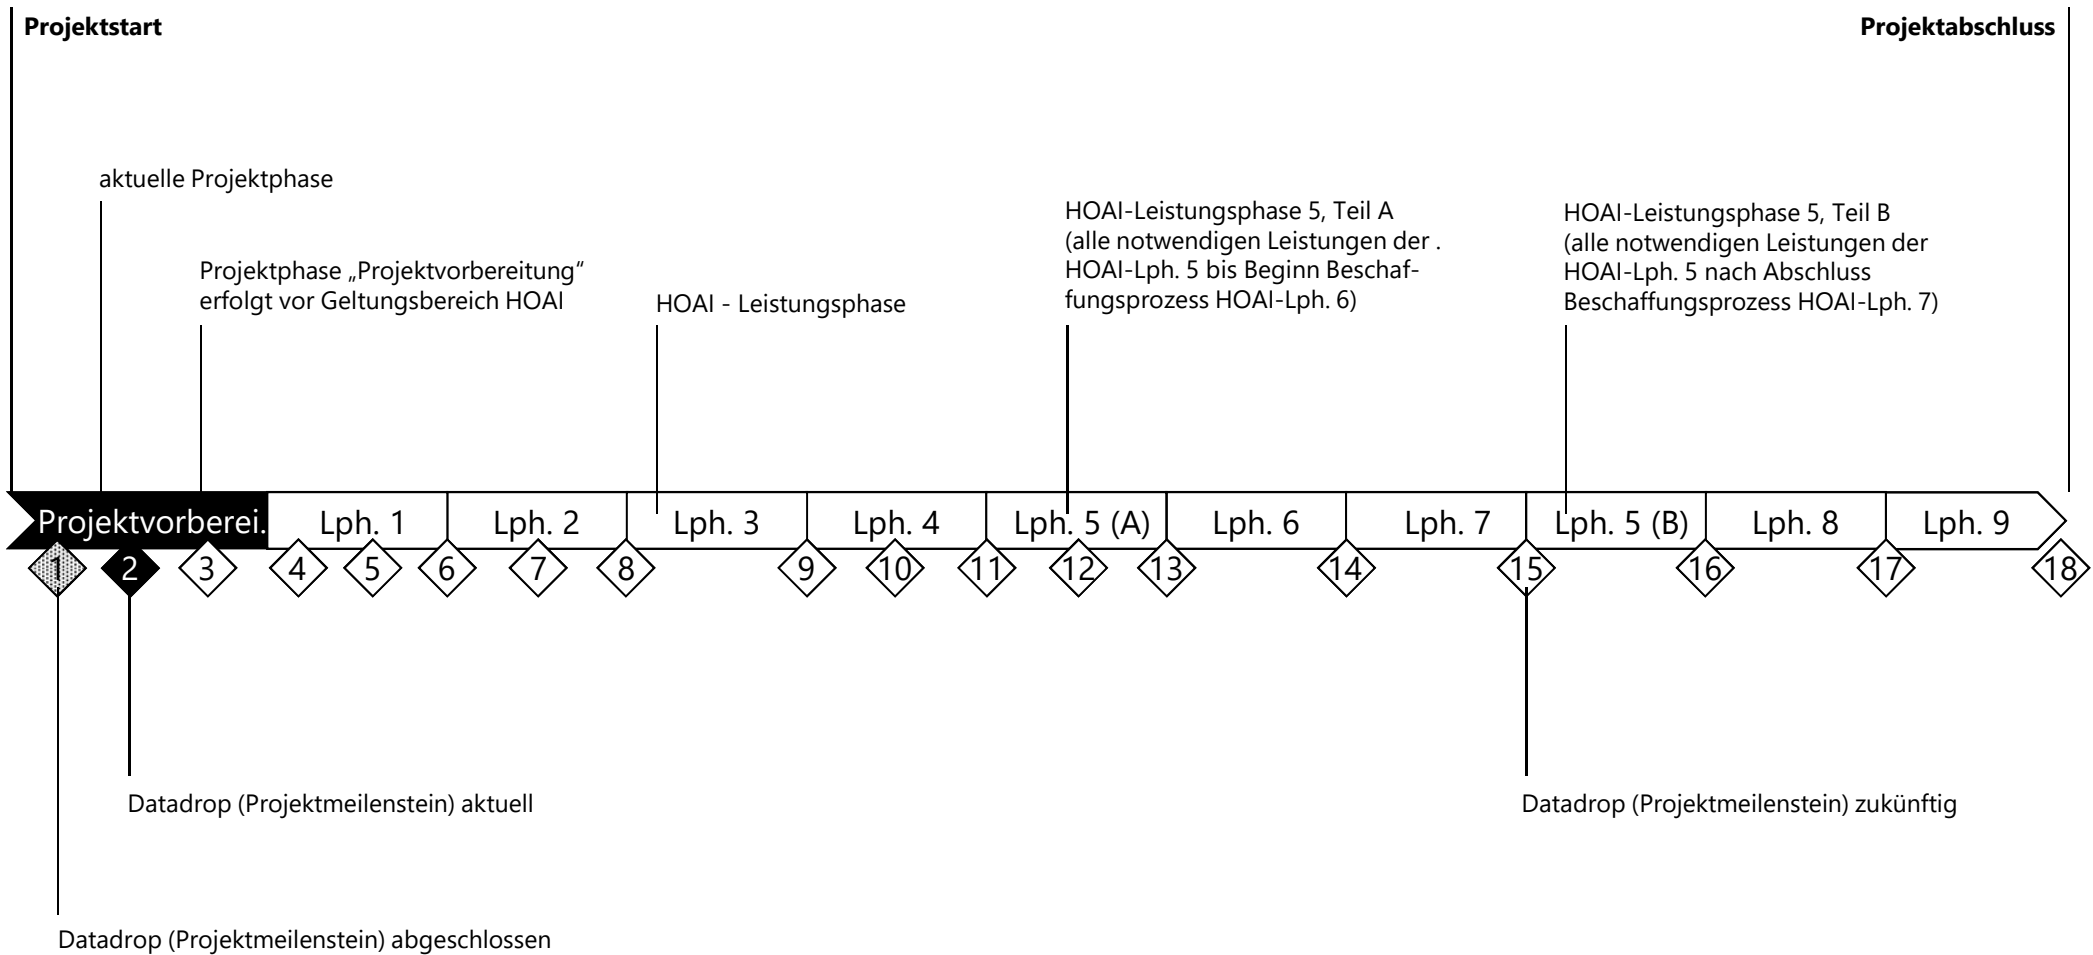 Projektstart
Projektabschluss
aktuelle Projektphase
Projektphase „Projektvorbereitung“
erfolgt vor Geltungsbereich HOAI
HOAI - Leistungsphase
HOAI-Leistungsphase 5, Teil A
(alle notwendigen Leistungen der .
HOAI-Lph. 5 bis Beginn Beschaf-
fungsprozess HOAI-Lph. 6)
HOAI-Leistungsphase 5, Teil B
(alle notwendigen Leistungen der
HOAI-Lph. 5 nach Abschluss
Beschaffungsprozess HOAI-Lph. 7)
Projektvorberei. Lph. 1 Lph. 2 Lph. 3 Lph. 4 Lph. 5 (A) Lph. 6 Lph. 7 Lph. 5 (B) Lph. 8 Lph. 9
1 2 3 4 5 6 7 8 9 10 11 12 13 14 15 16 17 18
Datadrop (Projektmeilenstein) aktuell
Datadrop (Projektmeilenstein) zukünftig
Datadrop (Projektmeilenstein) abgeschlossen